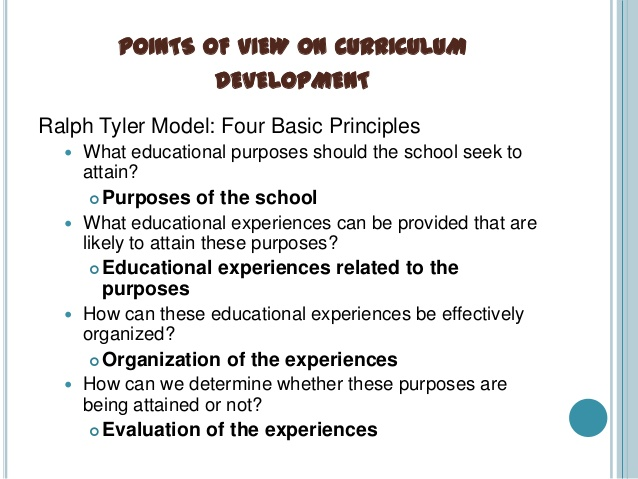 POINTS OF VIEW ON CURRICULUM
DEVELOPMENT
Ralph Tyler Model: Four Basic Principles
What educational purposes should the school seek to
attain?
Purposes of the school
What educational experiences can be provided that are
likely to attain these purposes?
Educational experiences related to the
purposes
How can these educational experiences be effectively
organized?
Organization of the experiences
How can we determine whether these purposes are
being attained or not?
Evaluation of the experiences